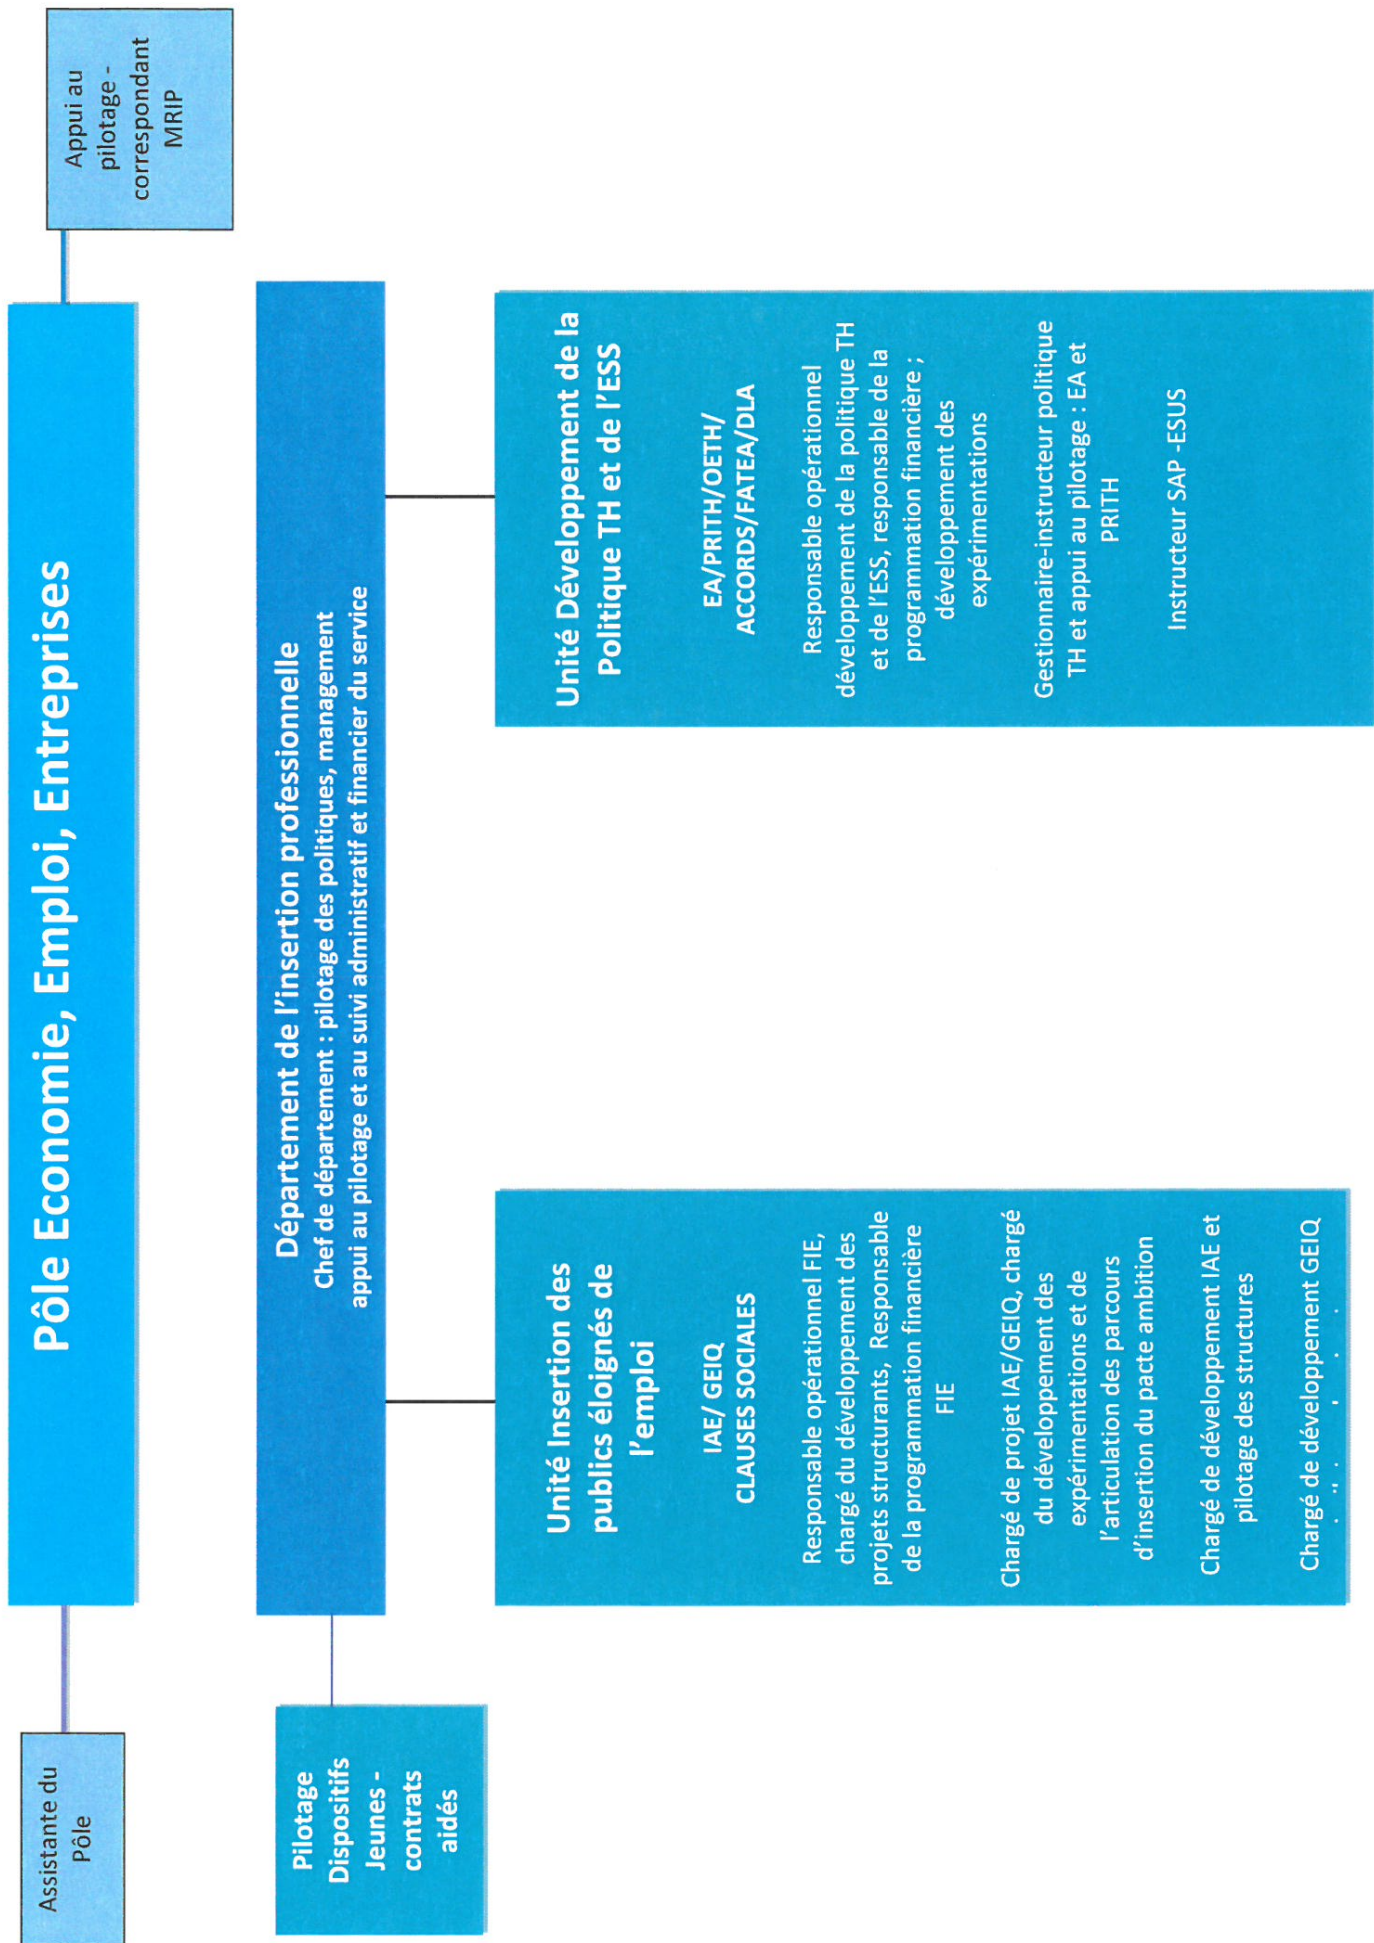 Pôle Economie, Emploi, Entreprises
Assistante du
Pôle
Appui au
pilotage -
correspondant
MRIP
Département de l'insertion professionnelle
Chef de département : pilotage des politiques, management
appui au pilotage et au suivi administratif et financier du service
Pilotage
Dispositifs
Jeunes -
contrats
aidés
Unité Insertion des
publics éloignés de
l'emploi
IAE/ GEIQ
CLAUSES SOCIALES
Responsable opérationnel FIE,
chargé du développement des
projets structurants, Responsable
de la programmation financière
FIE
Chargé de projet IAE/GEIQ, chargé
du développement des
expérimentations et de
l'articulation des parcours
d'insertion du pacte ambition
Chargé de développement IAE et
pilotage des structures
Chargé de développement GEIQ
Unité Développement de la
Politique TH et de l'ESS
EA/PRITH/OETH/
ACCORDS/FATEA/DLA
Responsable opérationnel
développement de la politique TH
et de l'ESS, responsable de la
programmation financière ;
développement des
expérimentations
Gestionnaire-instructeur politique
TH et appui au pilotage : EA et
PRITH
Instructeur SAP -ESUS